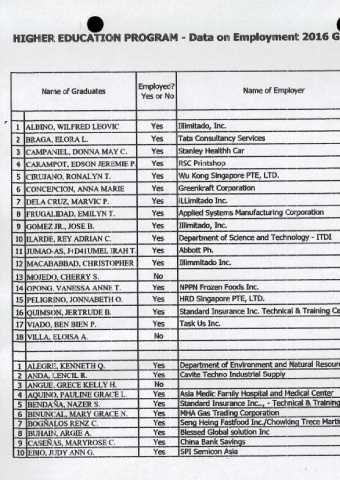 HIGHER EDUCATION PROGRAM - Data on Employment 2016 G
Name of Graduates Employed? Yes or No Name of Employer
1 ALBINO, WILFRED LEOVIC Yes Illimitado, Inc.
2 BRAGA, ELORA L. Yes Tata Consultancy Services
3 CAMPANIEL, DONNA MAY C. Yes Stanley Healthh Car
4 CARAMPOT, EDSON JEREMIE P. Yes RSC Printshop
5 CIRUJANO, RONALYN T. Yes Wu Kong Singapore PTE, LTD.
6 CONCEPCION, ANNA MARIE Yes Greenkraft Corporation
7 DELA CRUZ, MARVIC P. Yes iLLimitado Inc.
8 FRUGALIDAD, EMILYN T. Yes Applied Systems Manufacturing Corporation
9 GOMEZ JR., JOSE B. Yes Illimitado, Inc.
10 ILARDE, REY ADRIAN C. Yes Department of Science and Technology - ITDI
11 JUMAO-AS, J+D41UMEL IRAH T. Yes Abbott Ph.
12 MACABABBAD, CHRISTOPHER Yes Illimmitado Inc.
13 MOJEDO, CHERRY S. No
14 OPONG, VANESSA ANNE T. Yes NPPN Frozen Foods Inc.
15 PELIGRINO, JONNABETH O. Yes HRD Singapore PTE, LTD.
16 QUIMSON, JERTRUDE B. Yes Standard Insurance Inc. Technical & Training Ce
17 VIADO, BEN BIEN P. Yes Task Us Inc.
18 VILLA, ELOISA A. No
1 ALEGRE, KENNETH Q. Yes Department of Environment and Natural Resour
2 ANDA, LENCIL R. Yes Cavite Techno Industrial Supply
3 ANGUE, GRECE KELLY H. No
4 AQUINO, PAULINE GRACE L. Yes Asia Medic Family Hospital and Medical Center
5 BENDAÑA, NAZER S. Yes Standard Insurance Inc.., - Technical & Training
6 BINUNCAL, MARY GRACE N. Yes MHA Gas Trading Corporation
7 BOGÑALOS RENZ C. Yes Seng Heing Fastfood Inc./Chowking Trece Martir
8 BUHAIN, ARGIE A. Yes Blessed Global solution Inc
9 CASEÑAS, MARYROSE C. Yes China Bank Savings
10 EBIO, JUDY ANN G. Yes SPI Semicon Asia